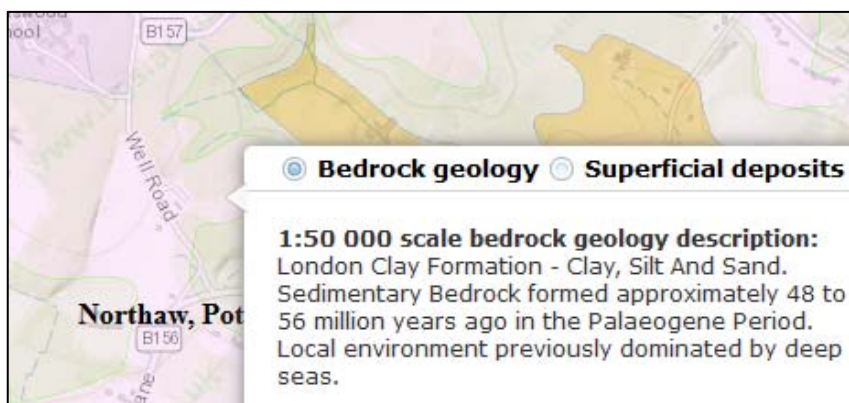 ool
B157
Well Road
Bedrock geology Superficial deposits
1:50 000 scale bedrock geology description:
London Clay Formation - Clay, Silt And Sand.
Sedimentary Bedrock formed approximately 48 to
56 million years ago in the Palaeogene Period.
Local environment previously dominated by deep
seas.
Northaw, Pot
B156
ane